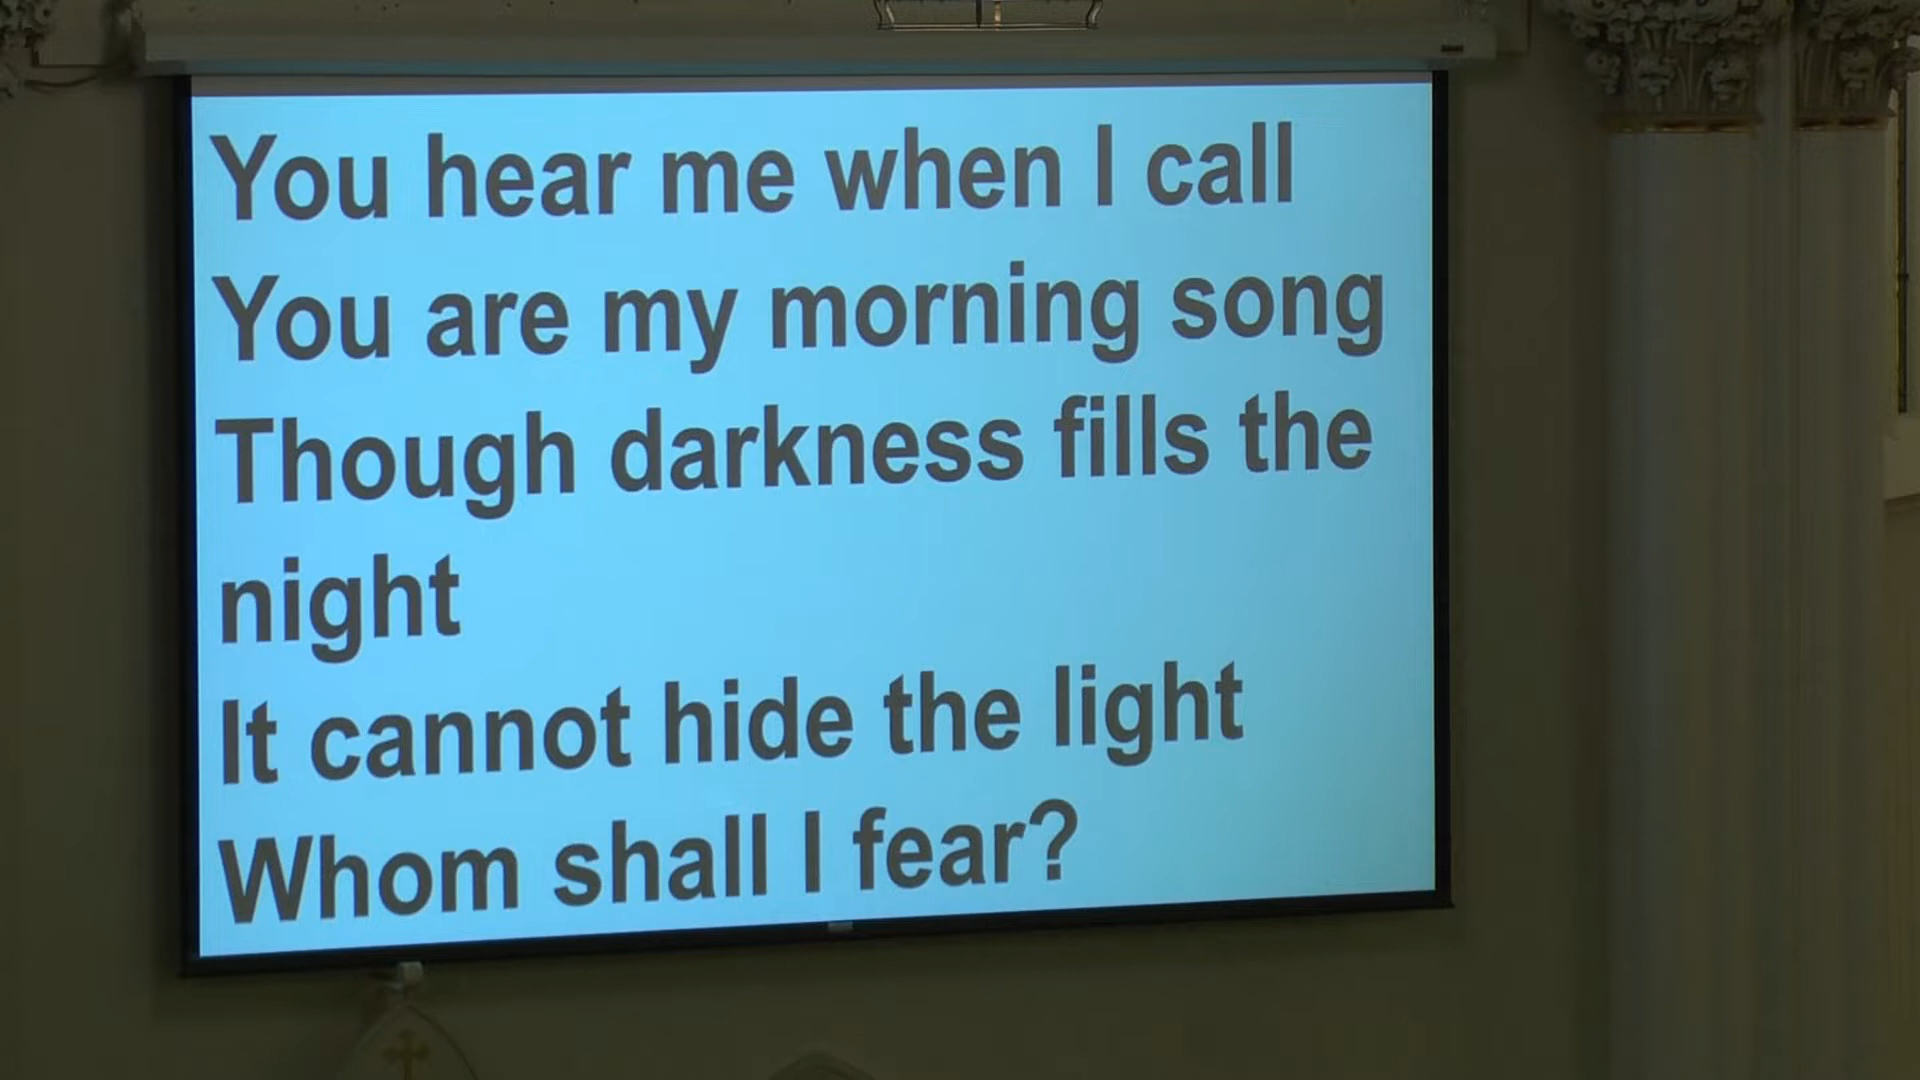 You hear me when I call
You are my morning song
Though darkness fills the
night
It cannot hide the light
Whom shall I fear?